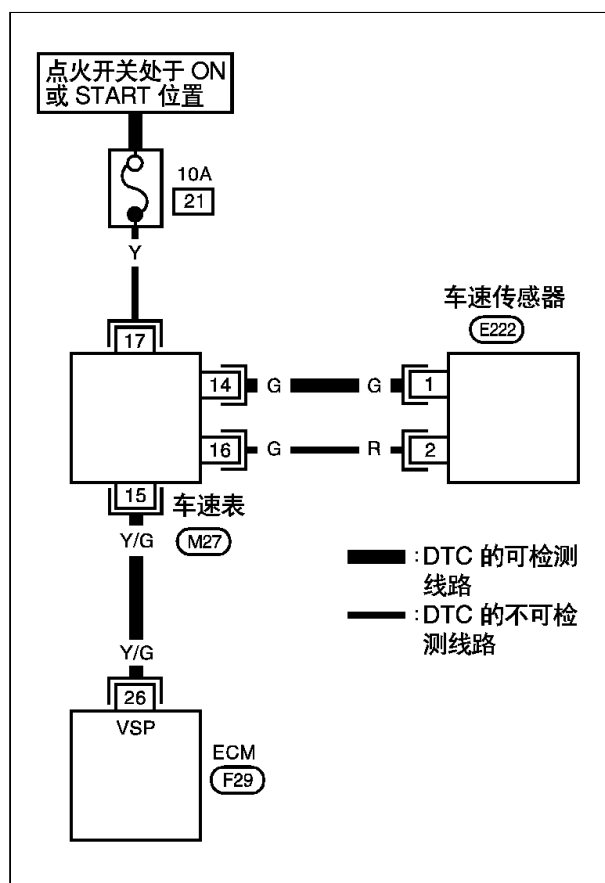 点火开关处于 ON
或 START 位置
10A
21
Y
17
车速传感器
E222
14
G
G
1
16
G
R
2
15
车速表
M27
Y/G
Y/G
26
VSP
ECM
F29
:DTC 的可检测
线路
:DTC 的不可检
测线路